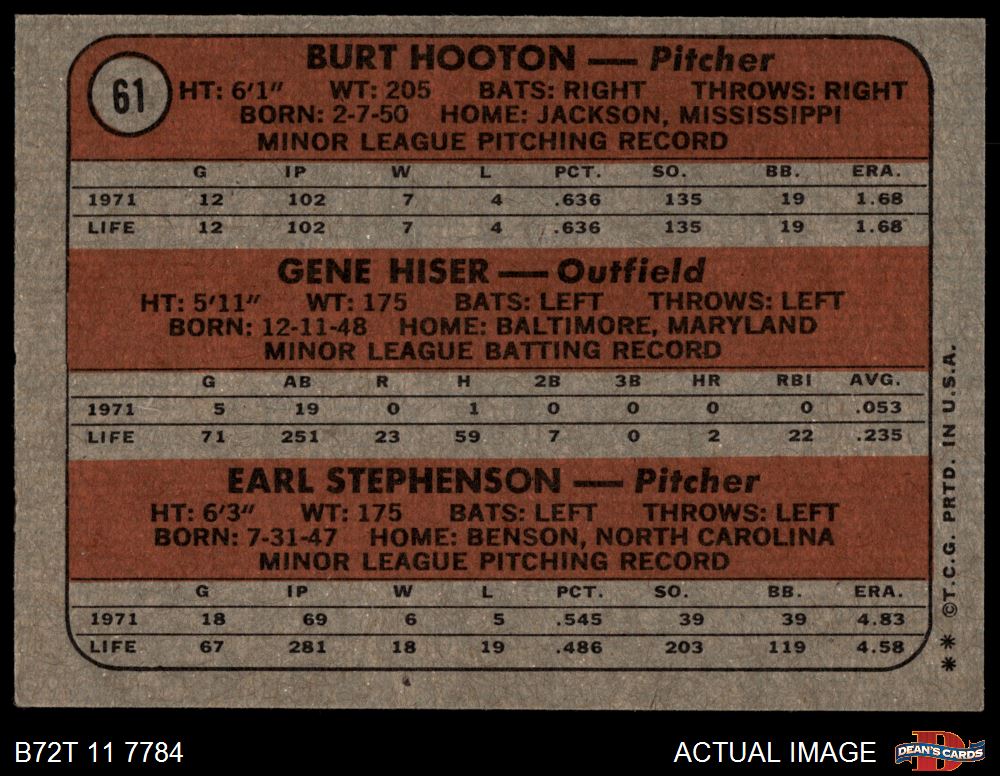 61
BURT HOOTON — Pitcher
HT: 6'1" WT: 205 BATS: RIGHT THROWS: RIGHT
BORN: 2-7-50 HOME: JACKSON, MISSISSIPPI
MINOR LEAGUE PITCHING RECORD
G IP W L PCT. SO. BB. ERA.
1971 12 102 7 4 .636 135 19 1.68
LIFE 12 102 7 4 .636 135 19 1.68
GENE HISER — Outfield
HT: 5'11" WT: 175 BATS: LEFT THROWS: LEFT
BORN: 12-11-48 HOME: BALTIMORE, MARYLAND
MINOR LEAGUE BATTING RECORD
G AB R H 2B 3B HR RBI AVG.
1971 5 19 0 1 0 0 0 0 .053
LIFE 71 251 23 59 7 0 2 22 .235
EARL STEPHENSON — Pitcher
HT: 6'3" WT: 175 BATS: LEFT THROWS: LEFT
BORN: 7-31-47 HOME: BENSON, NORTH CAROLINA
MINOR LEAGUE PITCHING RECORD
G IP W L PCT. SO. BB. ERA.
1971 18 69 6 5 .545 39 39 4.83
LIFE 67 281 18 19 .486 203 119 4.58
** ©T.C.G. PRTD. IN U.S.A.
B72T 11 7784
ACTUAL IMAGE
D
DEAN'S CARDS